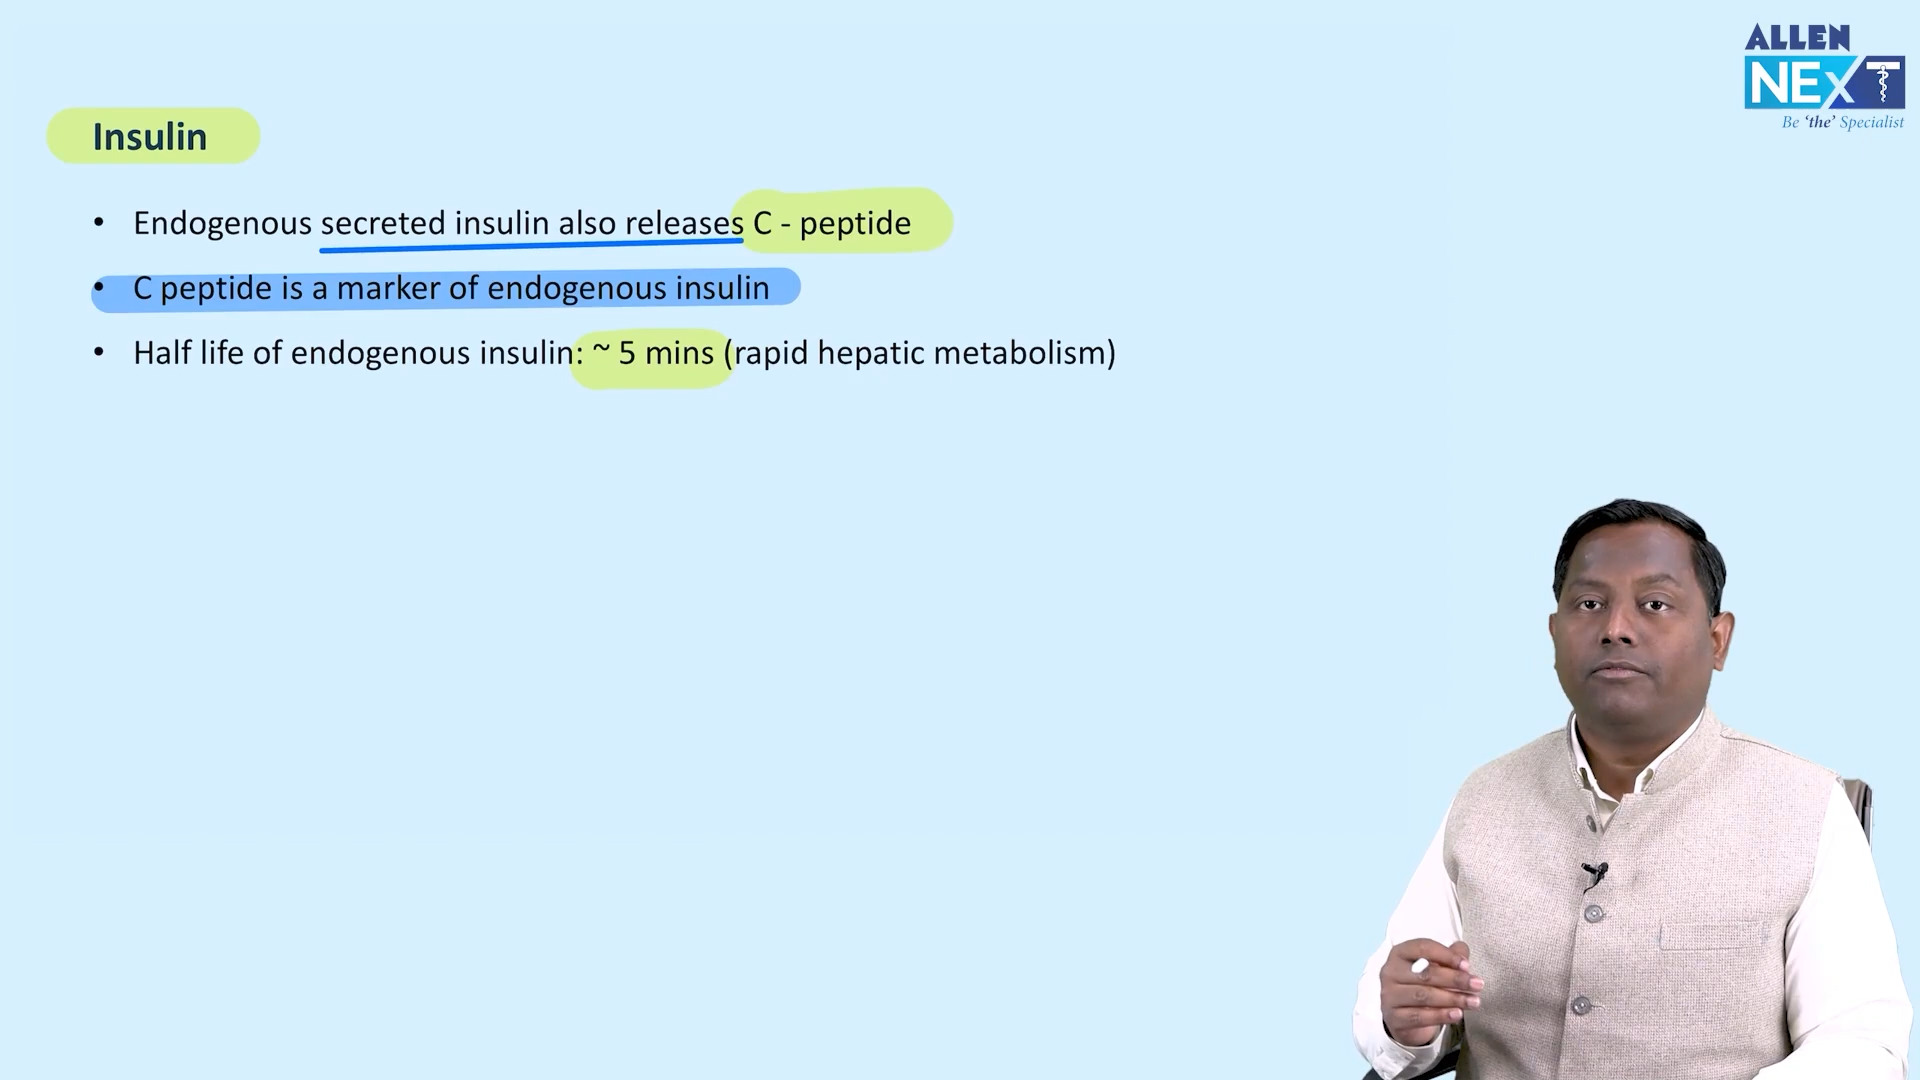 ALLEN
NEXT
Be 'the' Specialist
Insulin
• Endogenous secreted insulin also releases C - peptide
• C peptide is a marker of endogenous insulin
• Half life of endogenous insulin: ~ 5 mins (rapid hepatic metabolism)